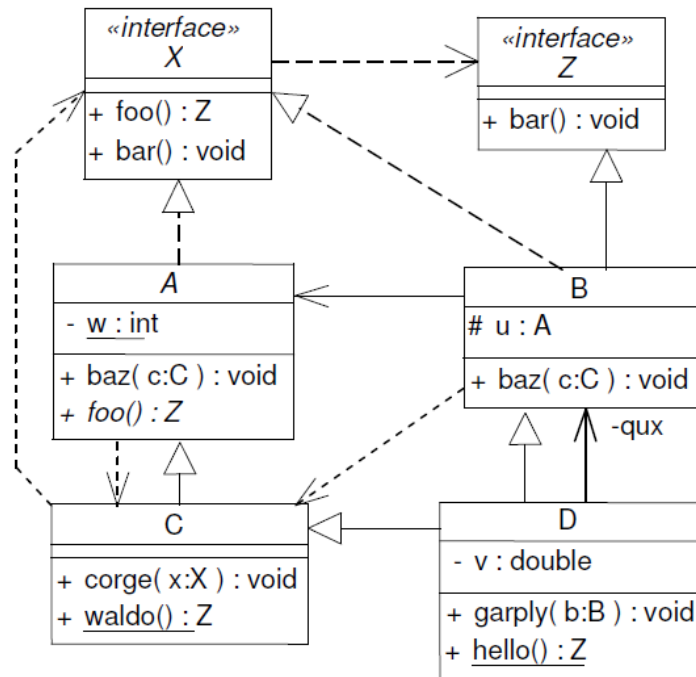 «interface»
X
+ foo() : Z
+ bar() : void
«interface»
Z
+ bar() : void
A
- w : int
+ baz( c:C ) : void
+ foo() : Z
B
# u : A
+ baz( c:C ) : void
-qux
C
+ corge( x:X ) : void
+ waldo() : Z
D
- v : double
+ garply( b:B ) : void
+ hello() : Z